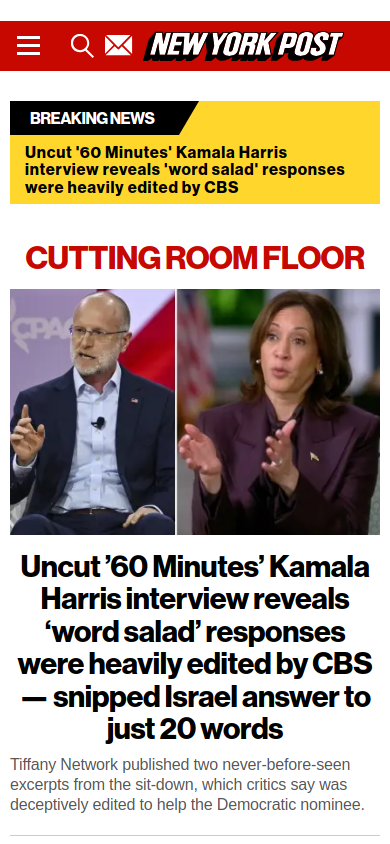 NEW YORK POST
BREAKING NEWS
Uncut '60 Minutes' Kamala Harris
interview reveals 'word salad' responses
were heavily edited by CBS
CUTTING ROOM FLOOR
CPAC
Uncut ’60 Minutes’ Kamala
Harris interview reveals
‘word salad’ responses
were heavily edited by CBS
— snipped Israel answer to
just 20 words
Tiffany Network published two never-before-seen
excerpts from the sit-down, which critics say was
deceptively edited to help the Democratic nominee.